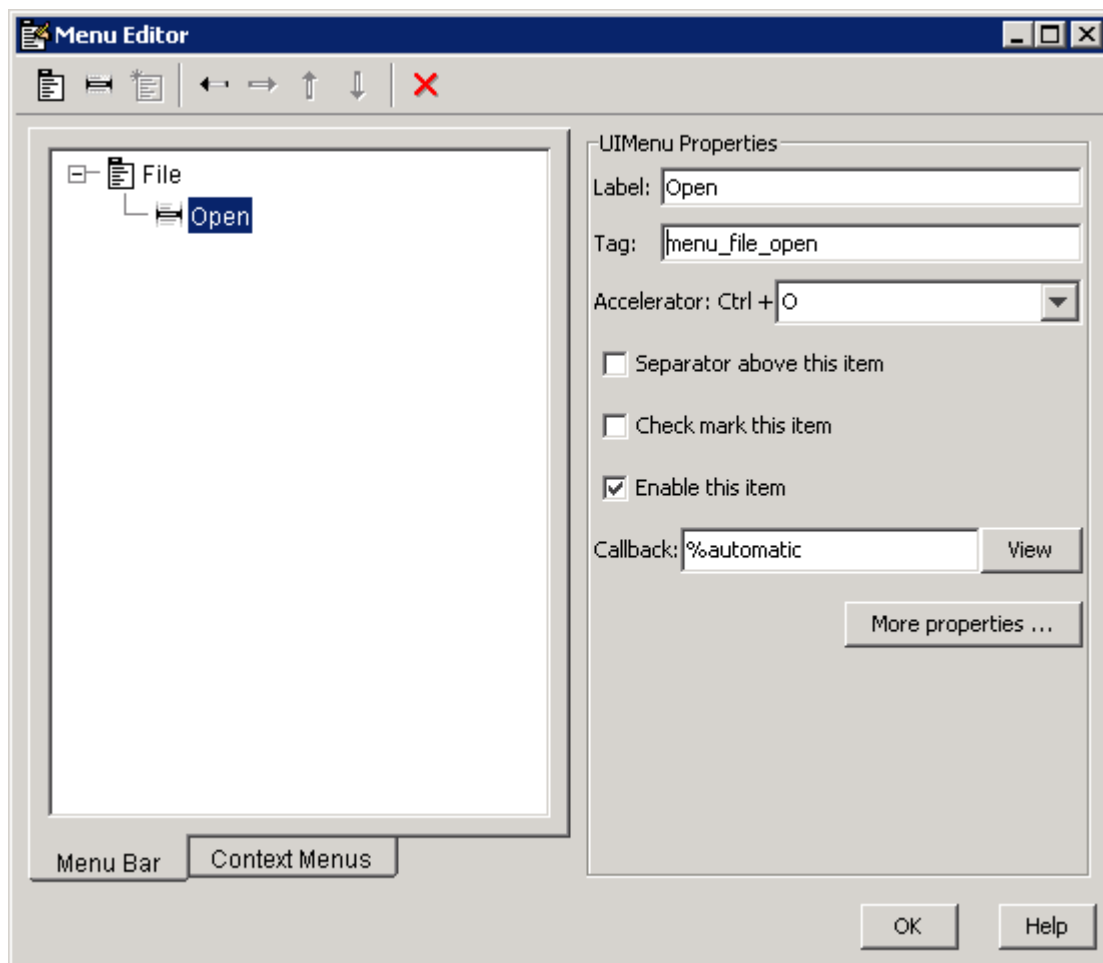 Menu Editor
File
Open
UIMenu Properties
Label: Open
Tag: menu_file_open
Accelerator: Ctrl + O
Separator above this item
Check mark this item
Enable this item
Callback: %automatic View
More properties ...
Menu Bar Context Menus
OK Help